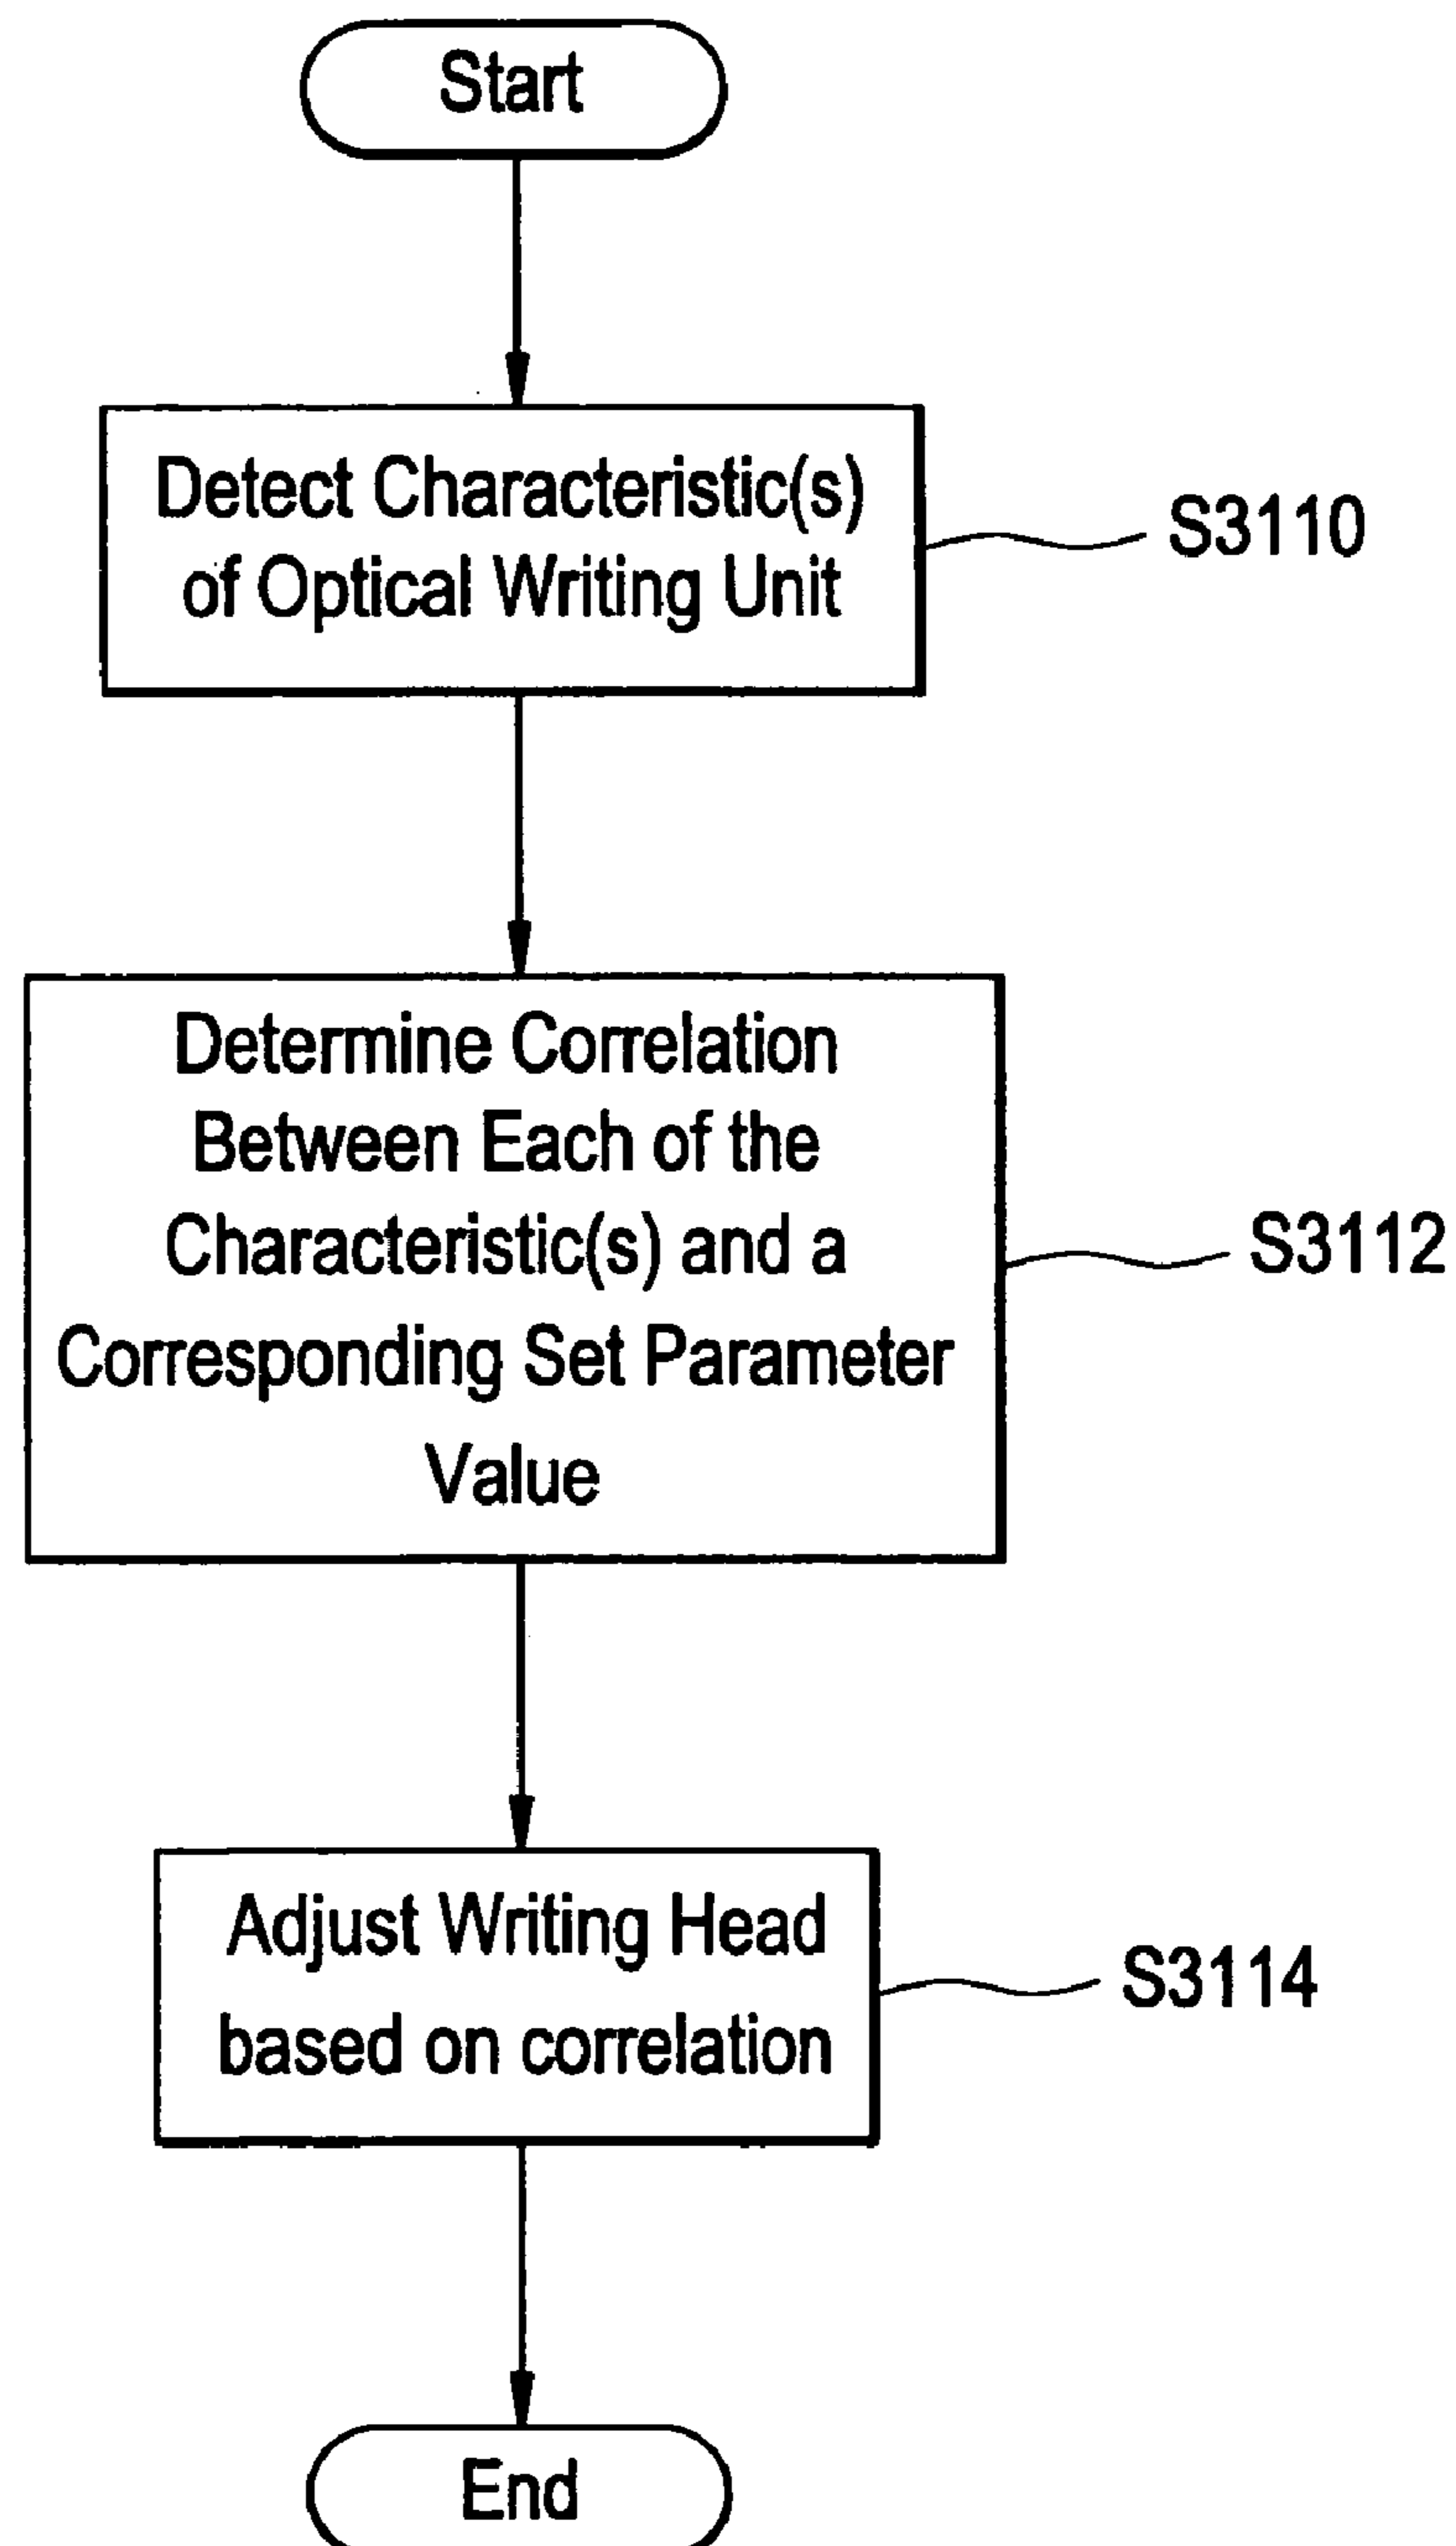 Start
Detect Characteristic(s)
of Optical Writing Unit
S3110
Determine Correlation
Between Each of the
Characteristic(s) and a
Corresponding Set Parameter
Value
S3112
Adjust Writing Head
based on correlation
S3114
End